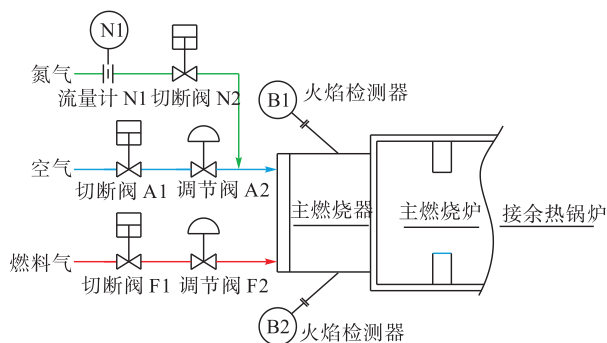 N1
氮气
流量计 N1 切断阀 N2
B1
火焰检测器
空气
切断阀 A1 调节阀 A2
主燃烧器
主燃烧炉
接余热锅炉
燃料气
切断阀 F1 调节阀 F2
B2
火焰检测器